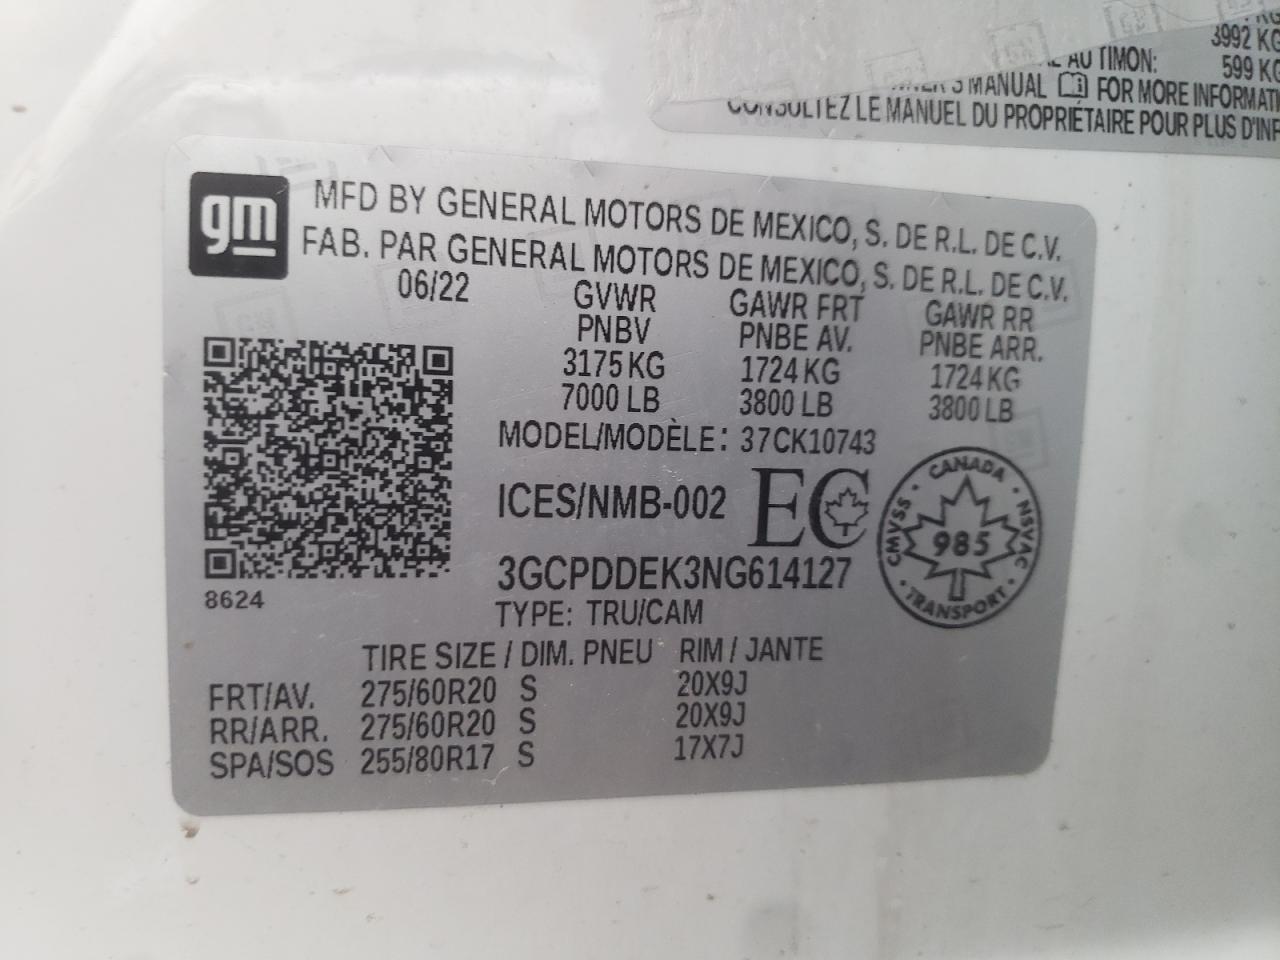 3992 KG
AU TIMON: 599 KG
MANUAL FOR MORE INFORMATI
CONSULTEZ LE MANUEL DU PROPRIÉTAIRE POUR PLUS D'INF
gm
MFD BY GENERAL MOTORS DE MEXICO, S. DE R.L. DE C.V.
FAB. PAR GENERAL MOTORS DE MEXICO, S. DE R.L. DE C.V.
06/22 GVWR GAWR FRT GAWR RR
PNBV PNBE AV. PNBE ARR.
3175 KG 1724 KG 1724 KG
7000 LB 3800 LB 3800 LB
MODEL/MODÈLE: 37CK10743
ICES/NMB-002 EC
CANADA
CMVSS 985 NSVAC
TRANSPORT
3GCPDDEK3NG614127
8624
TYPE: TRU/CAM
TIRE SIZE / DIM. PNEU RIM / JANTE
FRT/AV. 275/60R20 S 20X9J
RR/ARR. 275/60R20 S 20X9J
SPA/SOS 255/80R17 S 17X7J